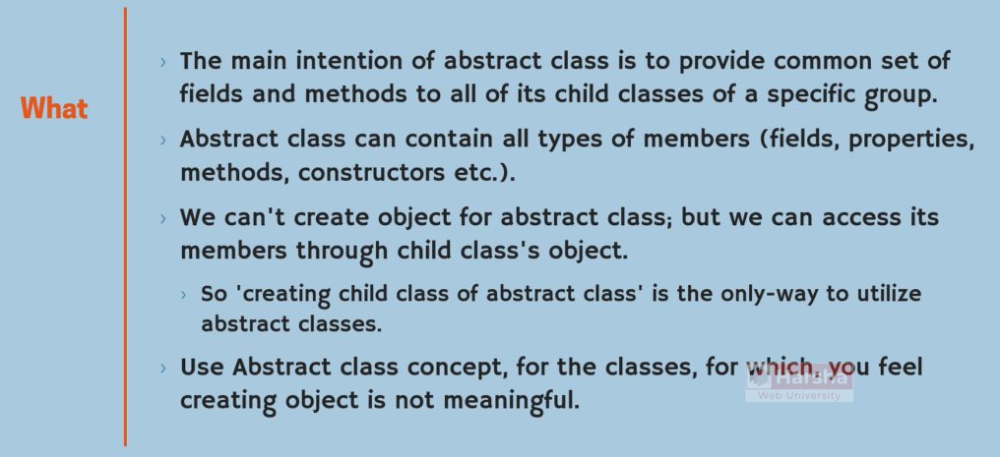 What
› The main intention of abstract class is to provide common set of
fields and methods to all of its child classes of a specific group.
› Abstract class can contain all types of members (fields, properties,
methods, constructors etc.).
› We can't create object for abstract class; but we can access its
members through child class's object.
› So 'creating child class of abstract class' is the only-way to utilize
abstract classes.
› Use Abstract class concept, for the classes, for which, you feel
creating object is not meaningful.
Harsha
Web University